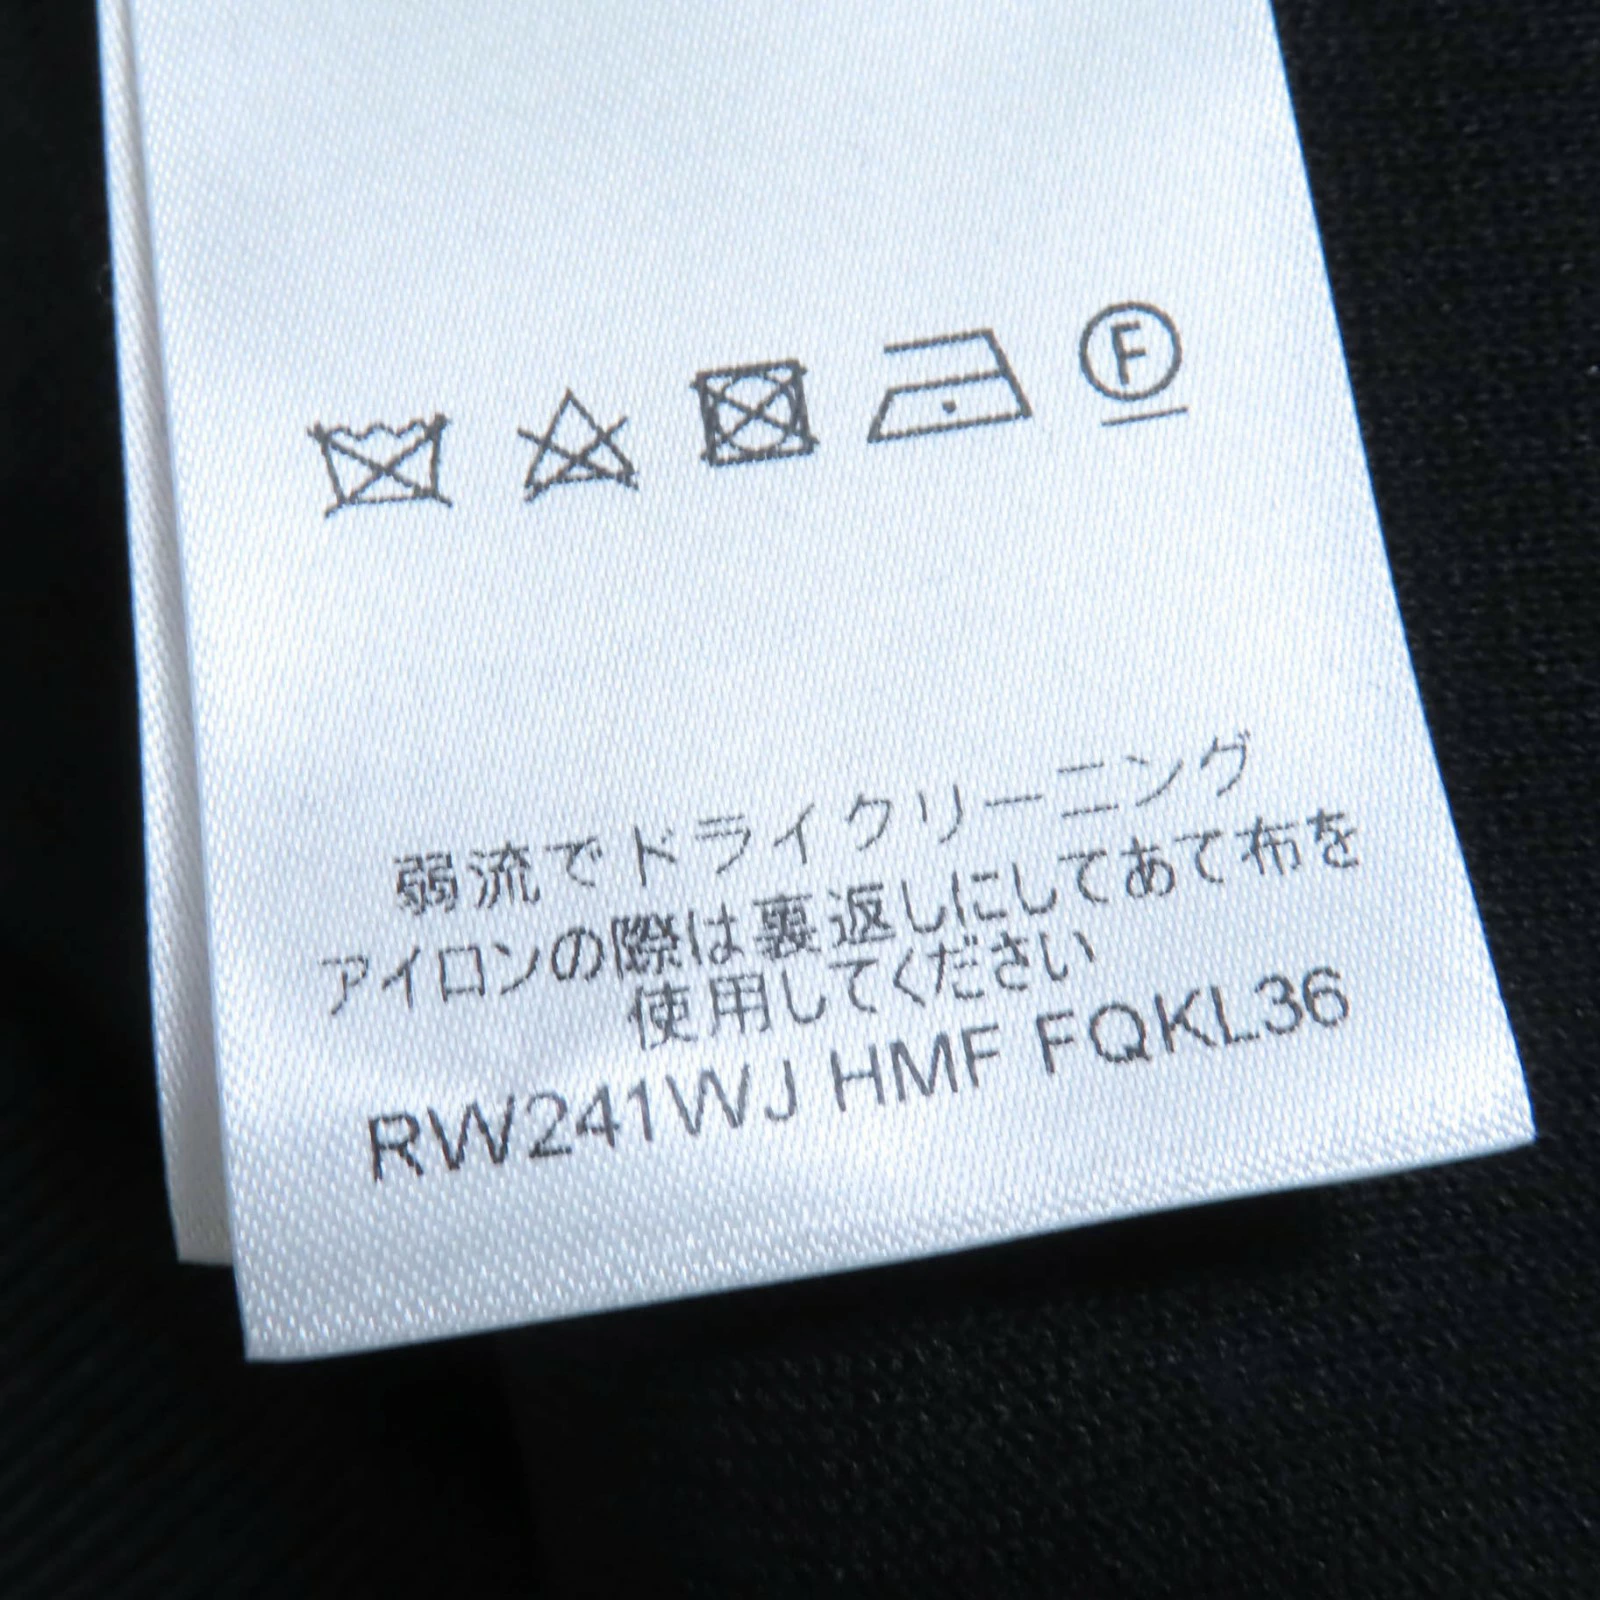 F
弱流でドライクリーニング
アイロンの際は裏返しにしてあて布を
使用してください
RW241WJ HMF FQKL36